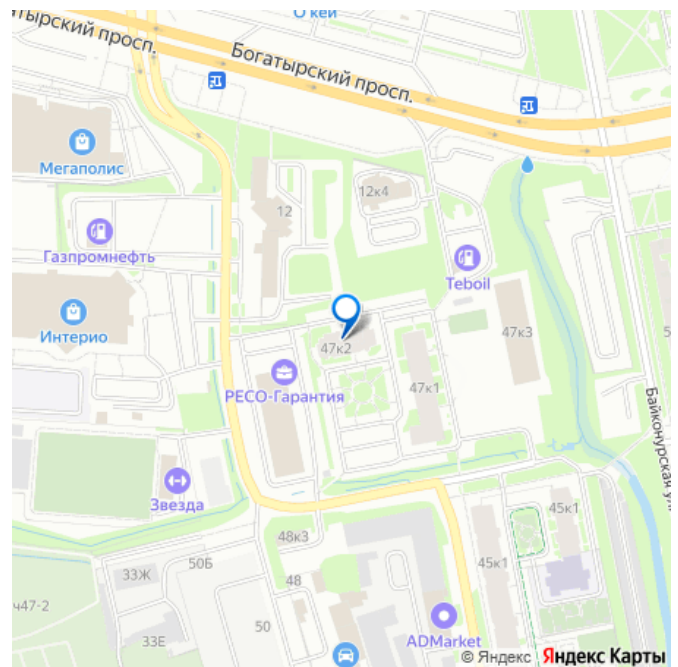 О'кей
Богатырский просп.
Богатырский просп.
Мегаполис
12к4
12
Газпромнефть
Teboil
Интерио
47к2
47к3
РЕСО-Гарантия
47к1
Байконурская ул
5
Звезда
45к1
48к3
45к1
50Б
33Ж
48
ч47-2
50
33Е
ADMarket
© Яндекс Яндекс Карты